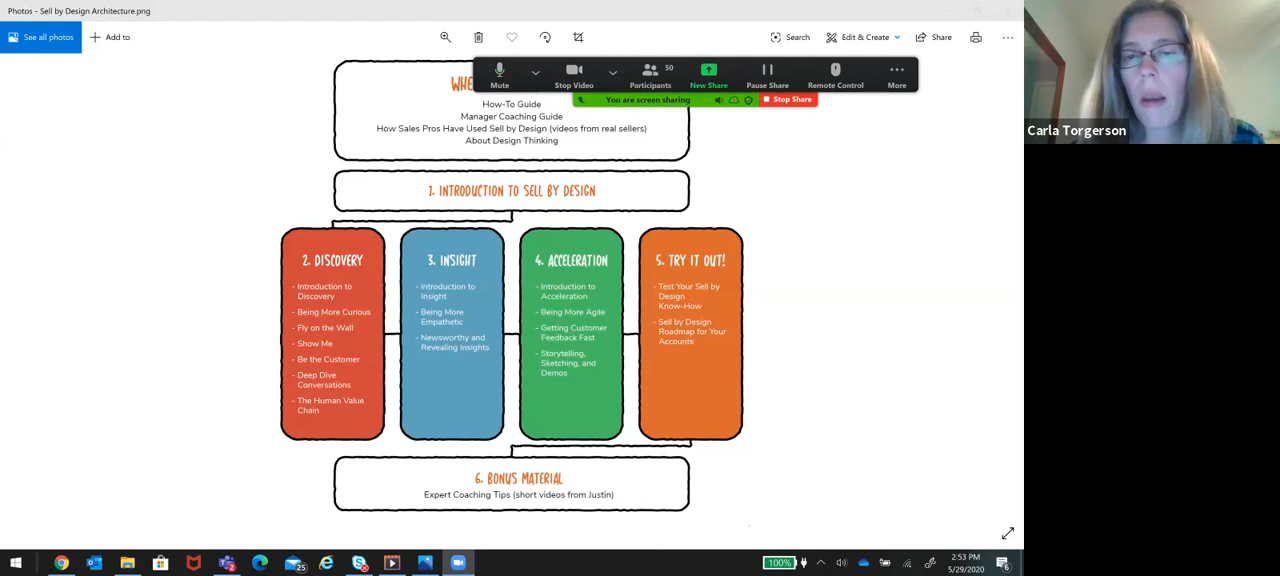 Photos - Sell by Design Architecture.png
See all photos
Add to
Search
Edit & Create
Share
50
Mute
Stop Video
Participants
New Share
Pause Share
Remote Control
More
You are screen sharing
Stop Share
WHE
How-To Guide
Manager Coaching Guide
How Sales Pros Have Used Sell by Design (videos from real sellers)
About Design Thinking
1. INTRODUCTION TO SELL BY DESIGN
2. DISCOVERY
- Introduction to
Discovery
- Being More Curious
- Fly on the Wall
- Show Me
- Be the Customer
- Deep Dive
Conversations
- The Human Value
Chain
3. INSIGHT
- Introduction to
Insight
- Being More
Empathetic
- Newsworthy and
Revealing Insights
4. ACCELERATION
- Introduction to
Acceleration
- Being More Agile
- Getting Customer
Feedback Fast
- Storytelling,
Sketching, and
Demos
5. TRY IT OUT!
- Test Your Sell by
Design
Know-How
- Sell by Design
Roadmap for Your
Accounts
6. BONUS MATERIAL
Expert Coaching Tips (short videos from Justin)
Carla Torgerson
25
100%
2:53 PM
5/29/2020
6